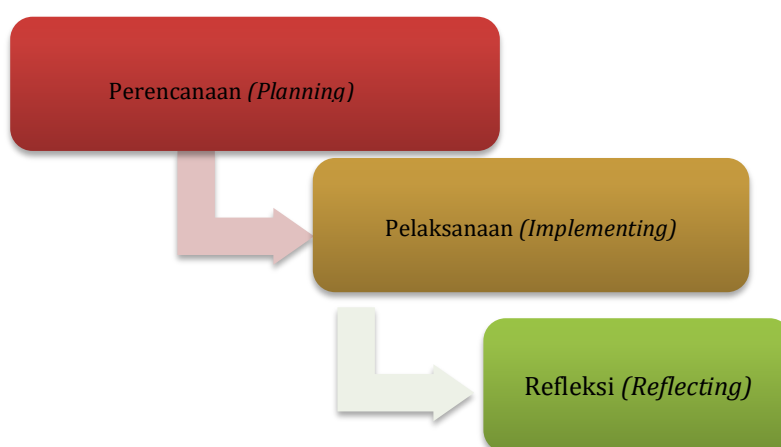 Perencanaan (Planning)
Pelaksanaan (Implementing)
Refleksi (Reflecting)